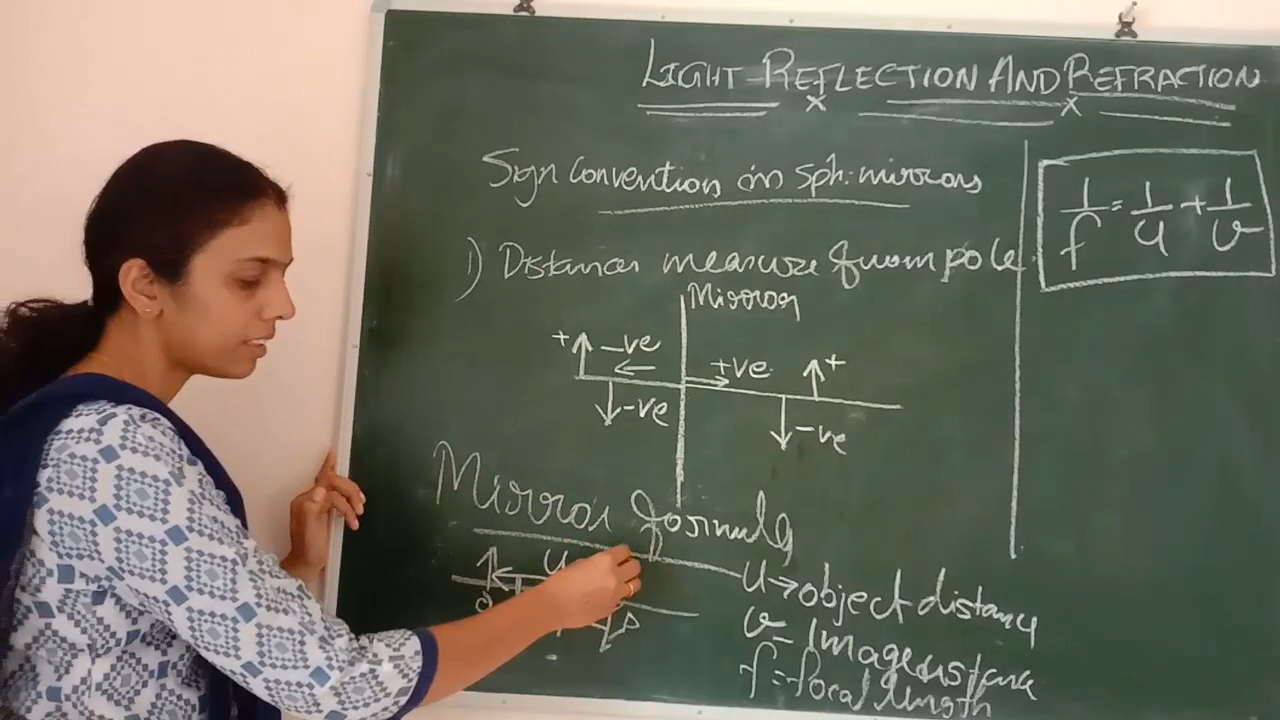 LIGHT REFLECTION AND REFRACTION
Sign Convention in Sph. mirrors
1) Distances measure from pole.
Mirror
+ -ve
+ve +
-ve
-ve
1/f = 1/u + 1/v
Mirror formula
u
u → object distance
v - Image distance
f = focal length